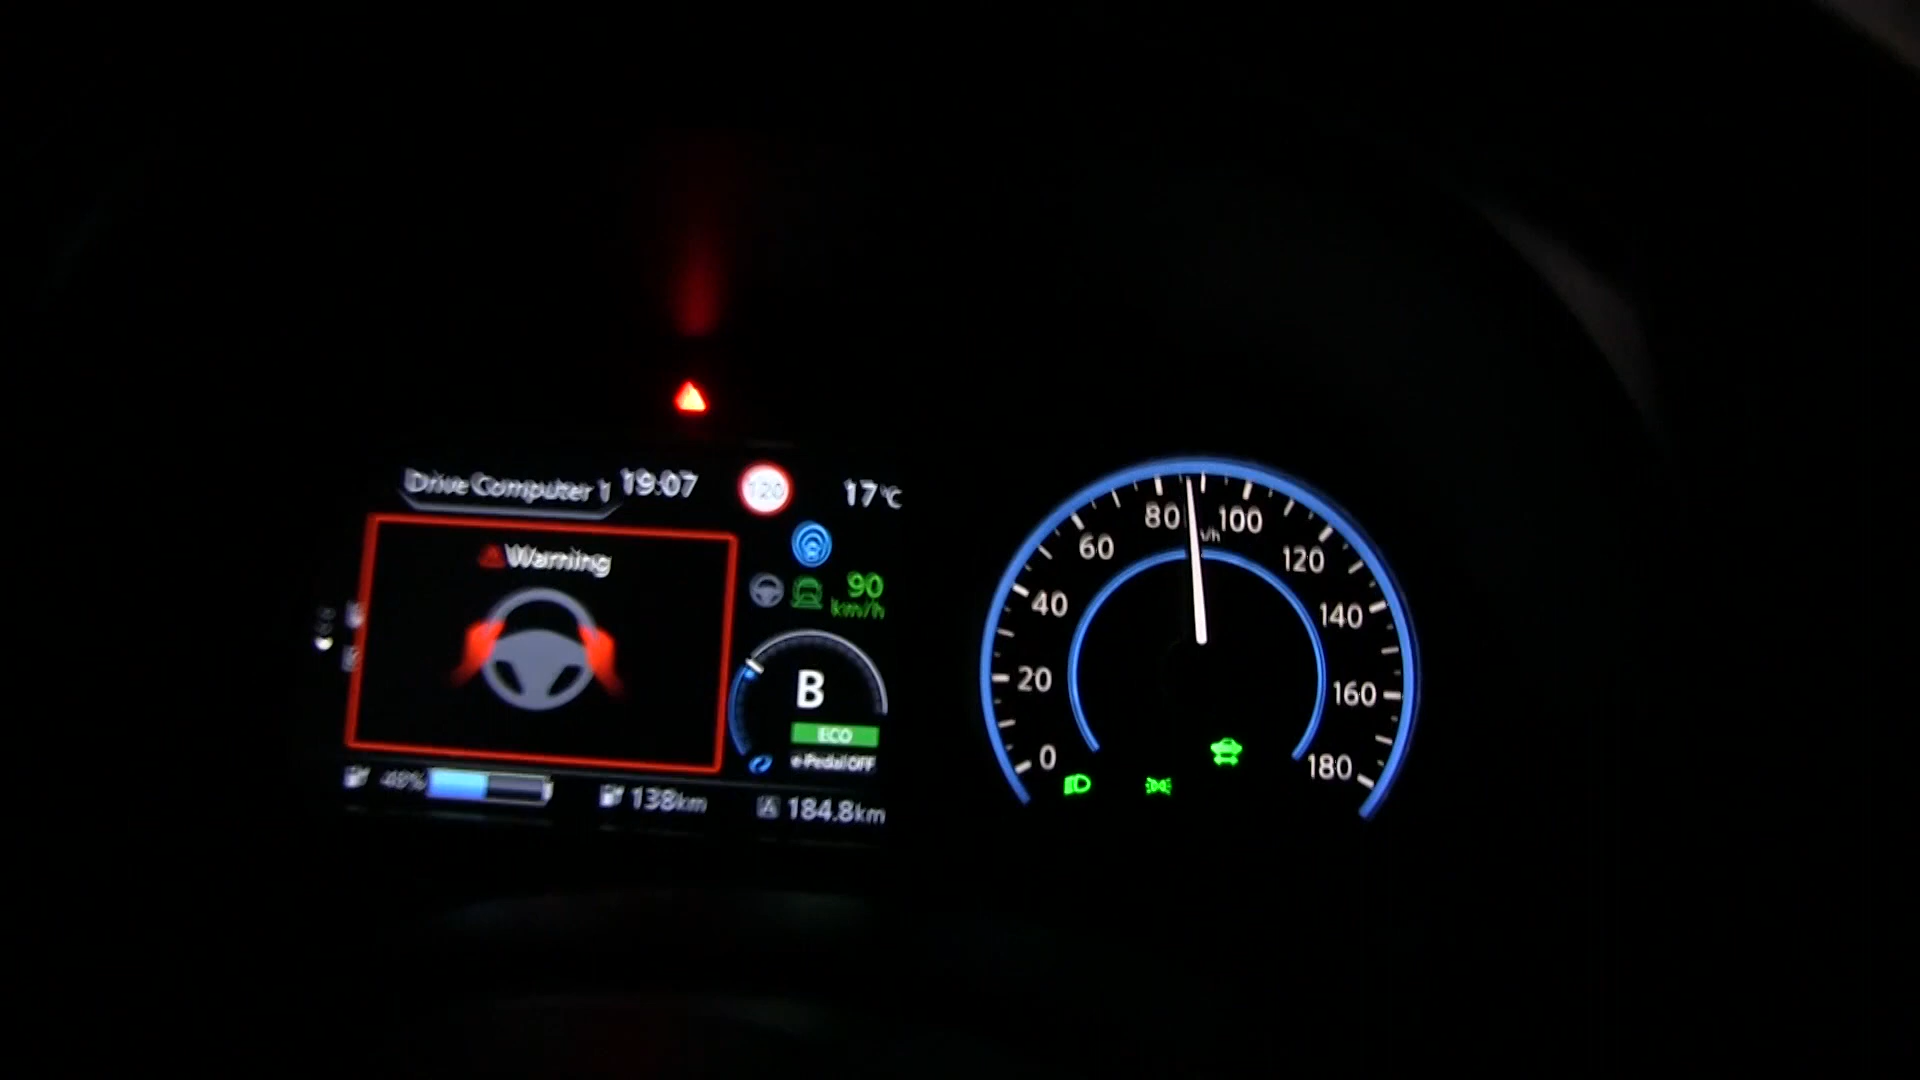 Drive Computer 1
19:07
120
17°C
Warning
90
km/h
B
ECO
e-Pedal OFF
48%
138km
184.8km
0
20
40
60
80
100
120
140
160
180